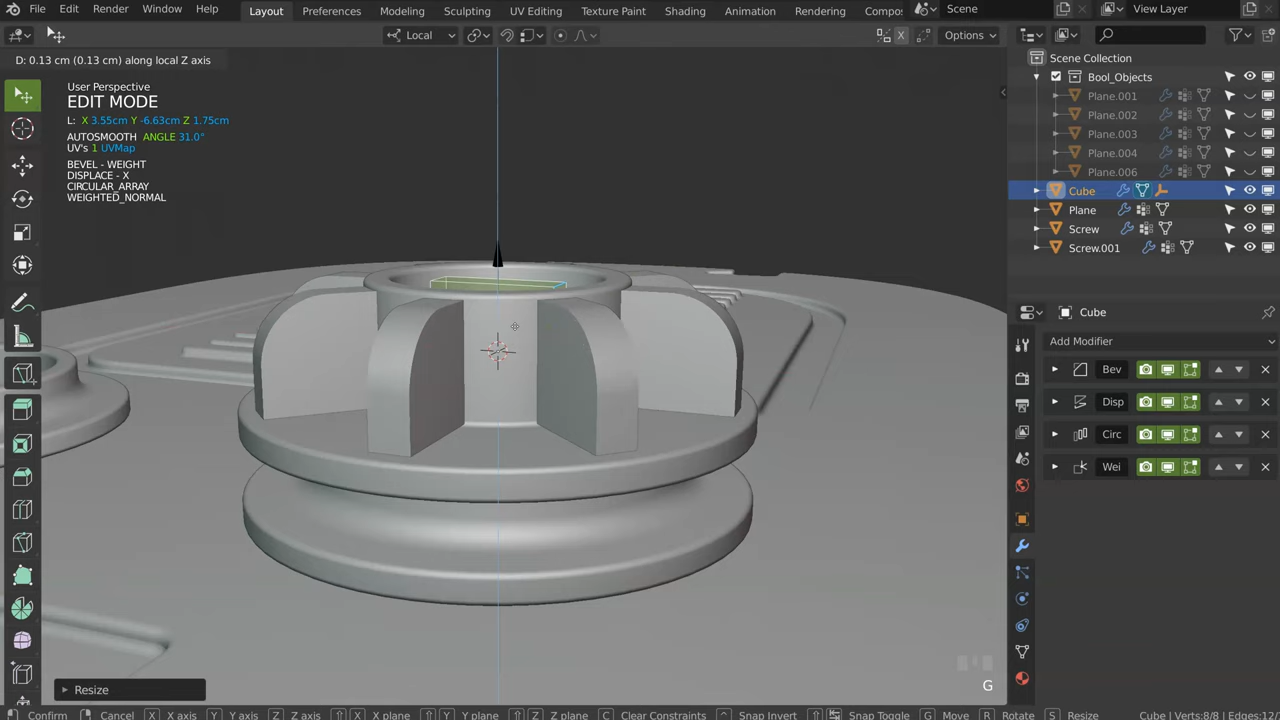 File Edit Render Window Help Layout Preferences Modeling Sculpting UV Editing Texture Paint Shading Animation Rendering Compos Scene View Layer
Local X Options
D: 0.13 cm (0.13 cm) along local Z axis
User Perspective
EDIT MODE
L: X 3.55cm Y -6.63cm Z 1.75cm
AUTOSMOOTH ANGLE 31.0°
UV's 1 UVMap
BEVEL - WEIGHT
DISPLACE - X
CIRCULAR_ARRAY
WEIGHTED_NORMAL
Scene Collection
Bool_Objects
Plane.001
Plane.002
Plane.003
Plane.004
Plane.006
Cube
Plane
Screw
Screw.001
Cube
Add Modifier
Bev
Disp
Circ
Wei
Resize
G
Confirm Cancel X X axis Y Y axis Z Z axis X X plane Y Y plane Z Z plane C Clear Constraints Snap Invert Snap Toggle G Move R Rotate S Resize Cube | Verts:8/8 | Edges:12